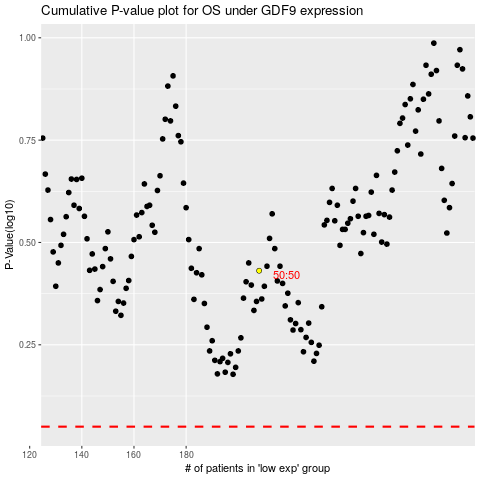 Cumulative P-value plot for OS under GDF9 expression
P-Value(log10)
1.00
0.75
0.50
0.25
50:50
120 140 160 180
# of patients in 'low exp' group